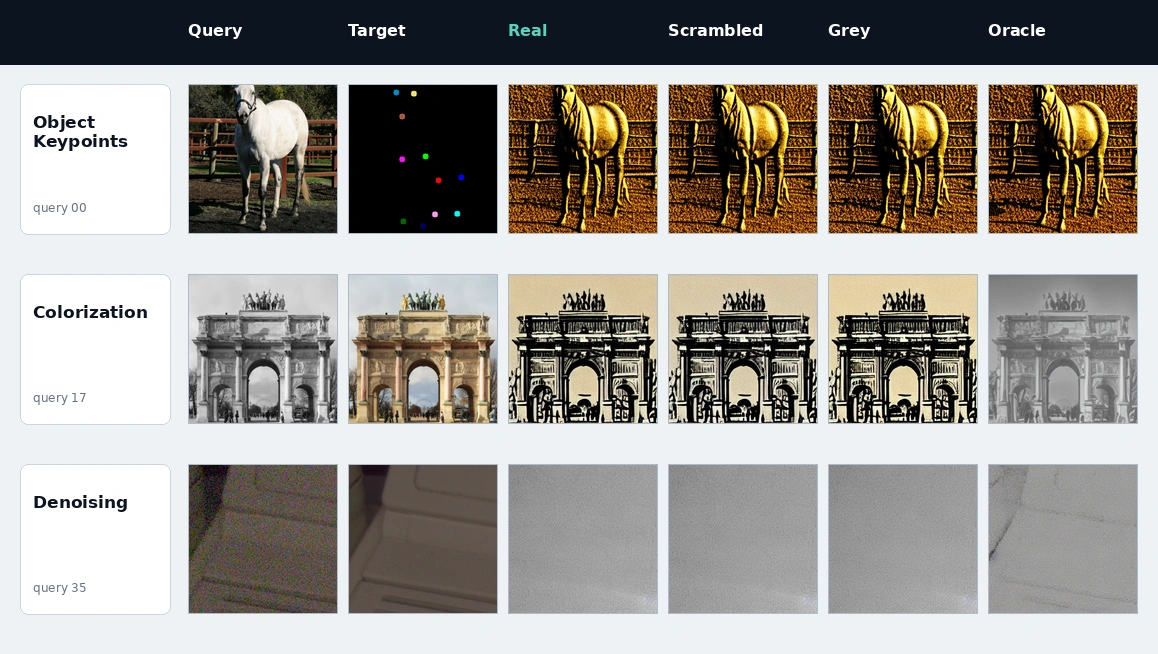 Query Target Real Scrambled Grey Oracle
Object
Keypoints
query 00
Colorization
query 17
Denoising
query 35